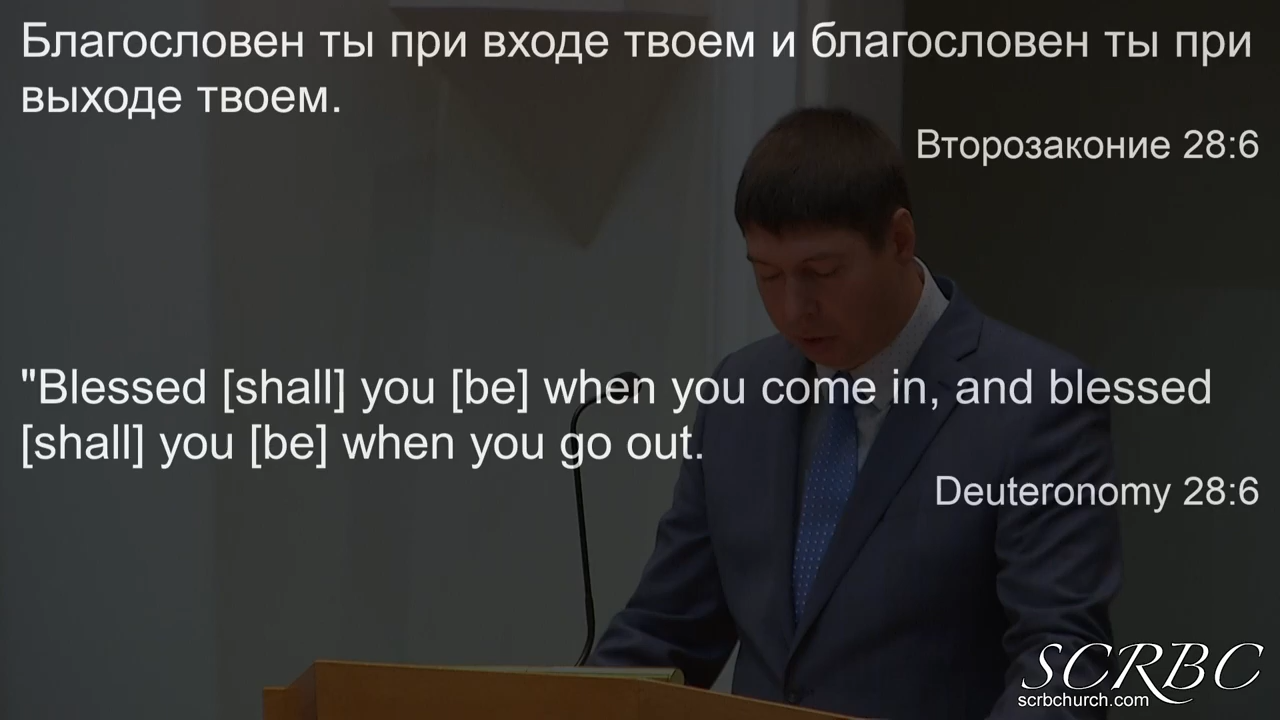 Благословен ты при входе твоем и благословен ты при
выходе твоем.
Второзаконие 28:6
"Blessed [shall] you [be] when you come in, and blessed
[shall] you [be] when you go out.
Deuteronomy 28:6
SCRBC
scrbchurch.com